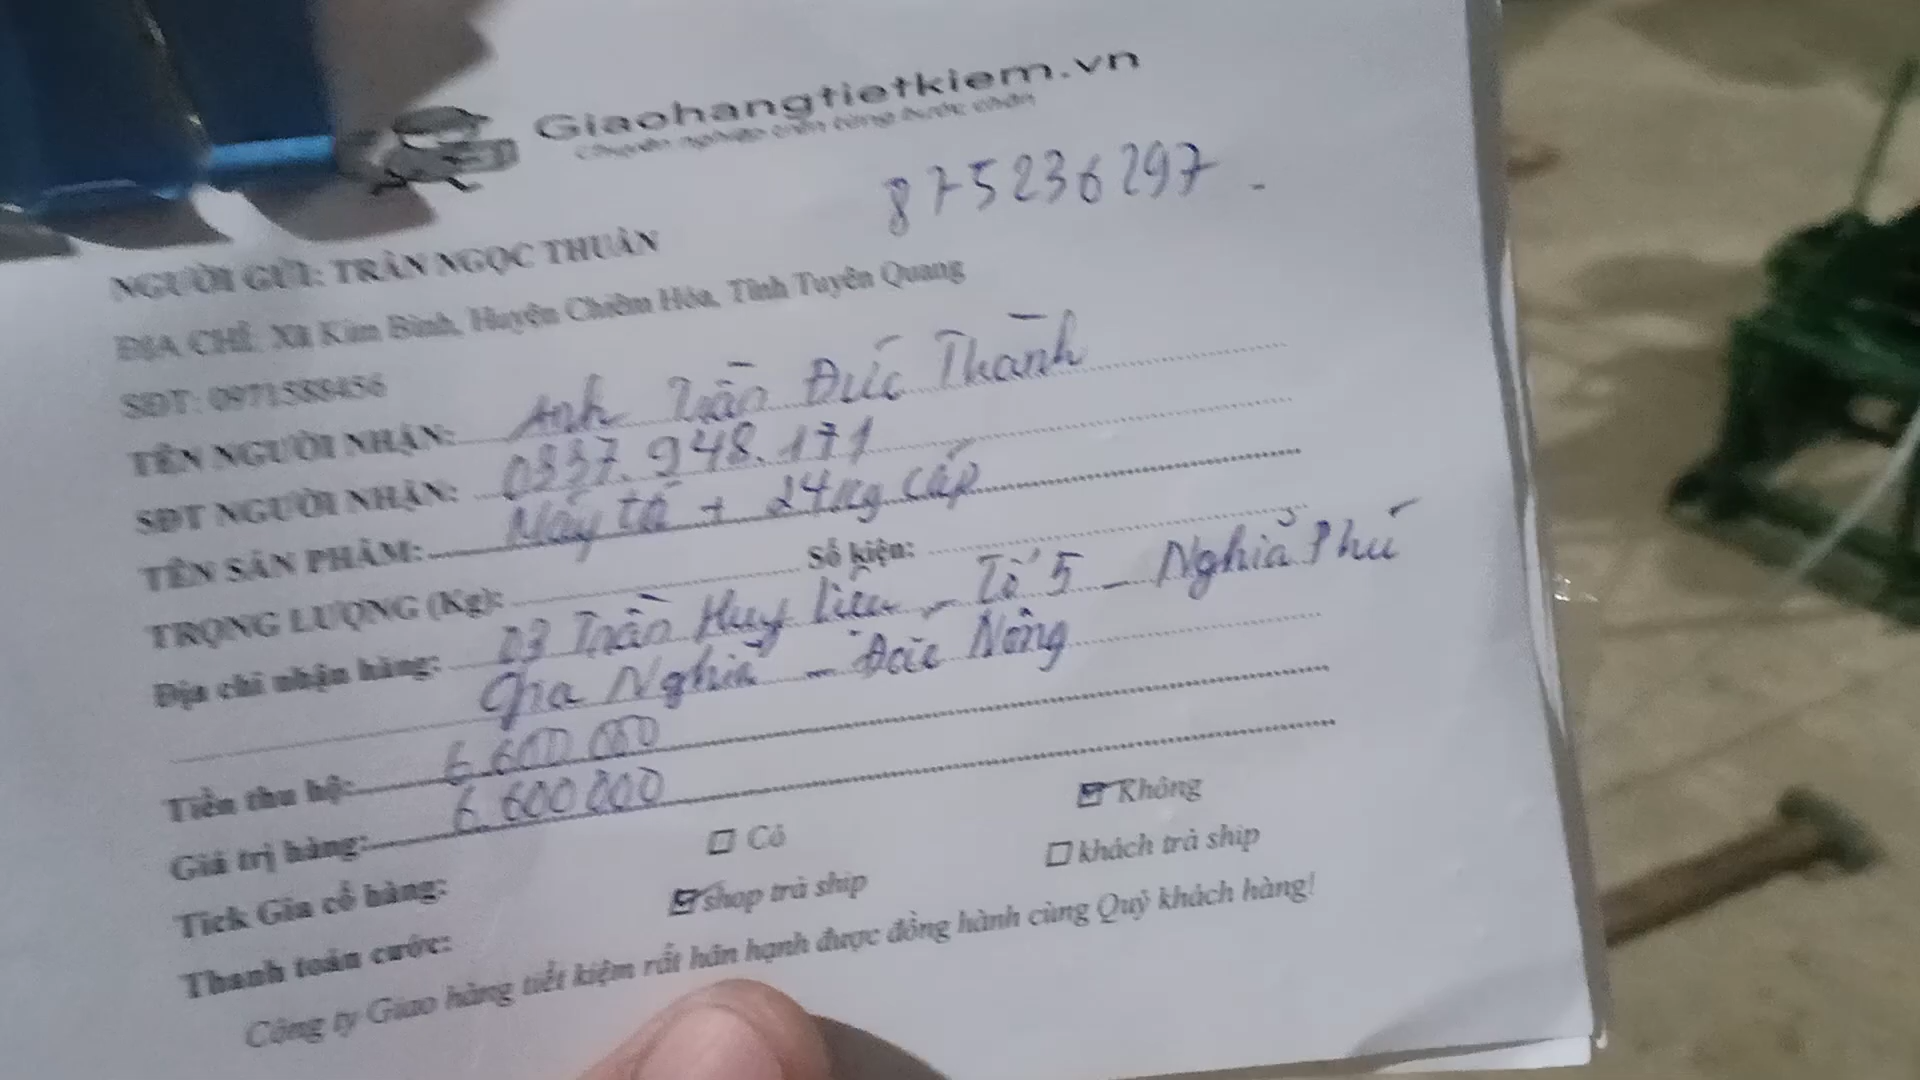 Giaohangtietkiem.vn
Chuyên nghiệp trên từng bước chân
875236297
NGƯỜI GỬI: TRẦN NGỌC THUÂN
ĐỊA CHỈ: Xã Kim Bình, Huyện Chiêm Hóa, Tỉnh Tuyên Quang
SĐT: 0971588456
TÊN NGƯỜI NHẬN: Anh Trần Đức Thành
SĐT NGƯỜI NHẬN: 0337.948.171
TÊN SẢN PHẨM: Máy tả + 24kg cáp
TRỌNG LƯỢNG (Kg): Số kiện:
Địa chỉ nhận hàng: 03 Trần Huy Liệu - Tổ 5 - Nghĩa Phú
Gia Nghĩa - Đắc Nông
Tiền thu hộ: 6.600 000
Giá trị hàng: 6.600 000
Tick Gia cố hàng: Có Không
Thanh toán cước: shop trả ship khách trả ship
Công ty Giao hàng tiết kiệm rất hân hạnh được đồng hành cùng Quý khách hàng!